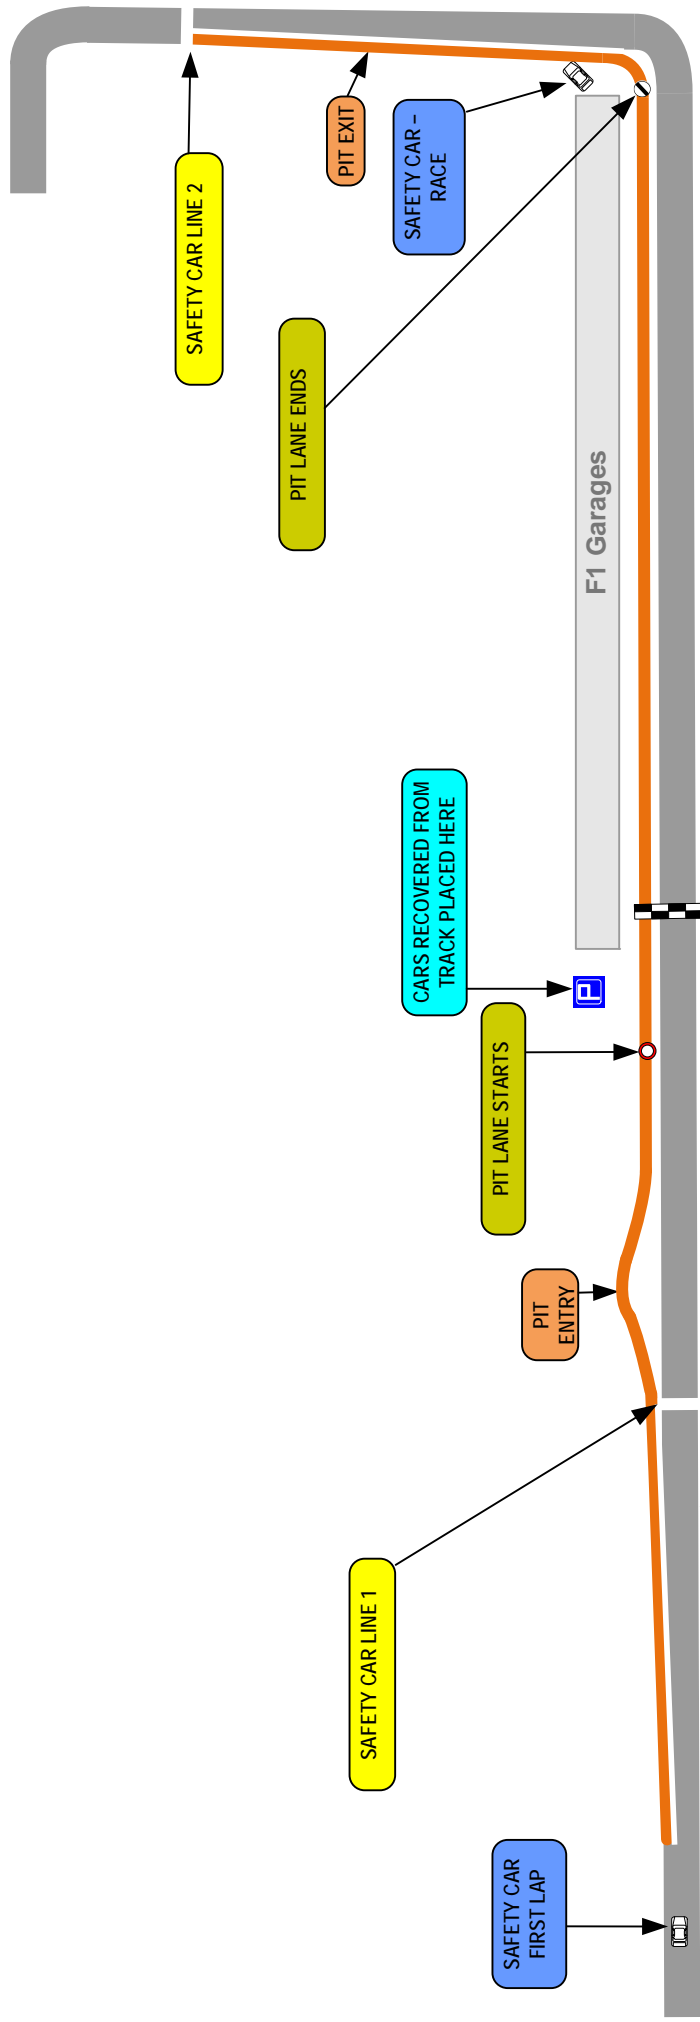 SAFETY CAR LINE 2
PIT EXIT
SAFETY CAR –
RACE
PIT LANE ENDS
F1 Garages
CARS RECOVERED FROM
TRACK PLACED HERE
P
PIT LANE STARTS
PIT
ENTRY
SAFETY CAR LINE 1
SAFETY CAR
FIRST LAP